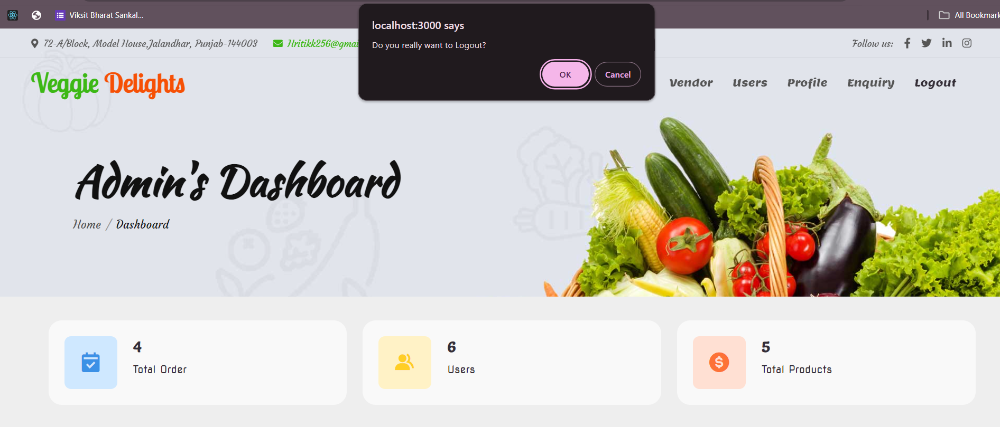 Viksit Bharat Sankal...
All Bookmark
localhost:3000 says
Do you really want to Logout?
OK
Cancel
72-A/Block, Model House,Jalandhar, Punjab-144003
Hritikk256@gmai
Follow us:
Veggie Delights
Vendor
Users
Profile
Enquiry
Logout
Admin's Dashboard
Home / Dashboard
4
Total Order
6
Users
5
Total Products